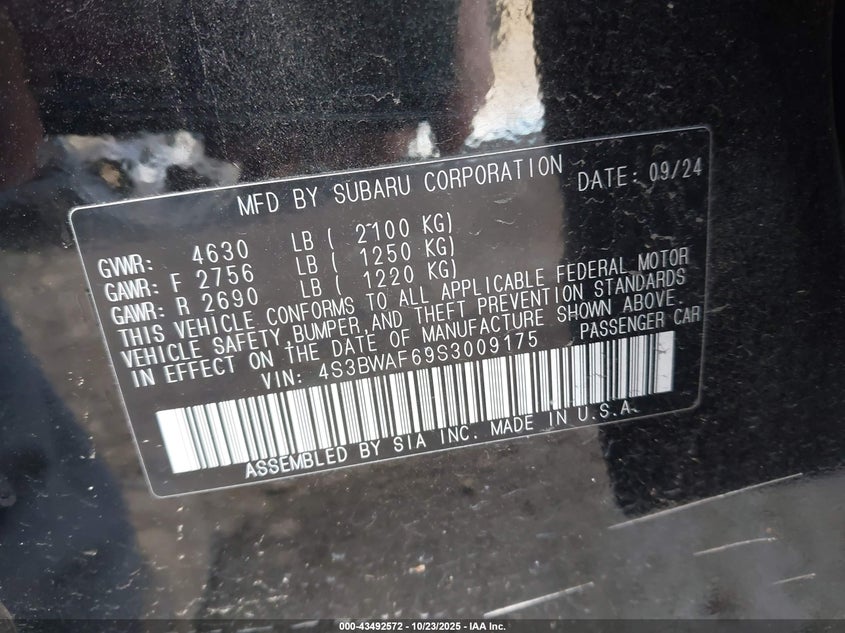 MFD BY SUBARU CORPORATION DATE: 09/24
GVWR: 4630 LB ( 2100 KG)
GAWR: F 2756 LB ( 1250 KG)
GAWR: R 2690 LB ( 1220 KG)
THIS VEHICLE CONFORMS TO ALL APPLICABLE FEDERAL MOTOR
VEHICLE SAFETY,BUMPER,AND THEFT PREVENTION STANDARDS
IN EFFECT ON THE DATE OF MANUFACTURE SHOWN ABOVE.
VIN: 4S3BWAF69S3009175 PASSENGER CAR
ASSEMBLED BY SIA INC. MADE IN U.S.A.
000-43492572 - 10/23/2025 - IAA Inc.